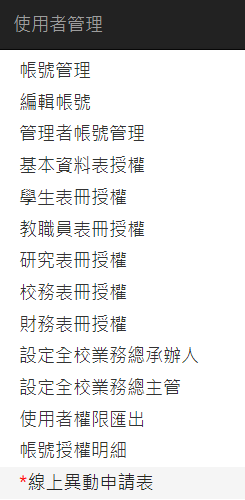 使用者管理
帳號管理
編輯帳號
管理者帳號管理
基本資料表授權
學生表冊授權
教職員表冊授權
研究表冊授權
校務表冊授權
財務表冊授權
設定全校業務總承辦人
設定全校業務總主管
使用者權限匯出
帳號授權明細
*線上異動申請表